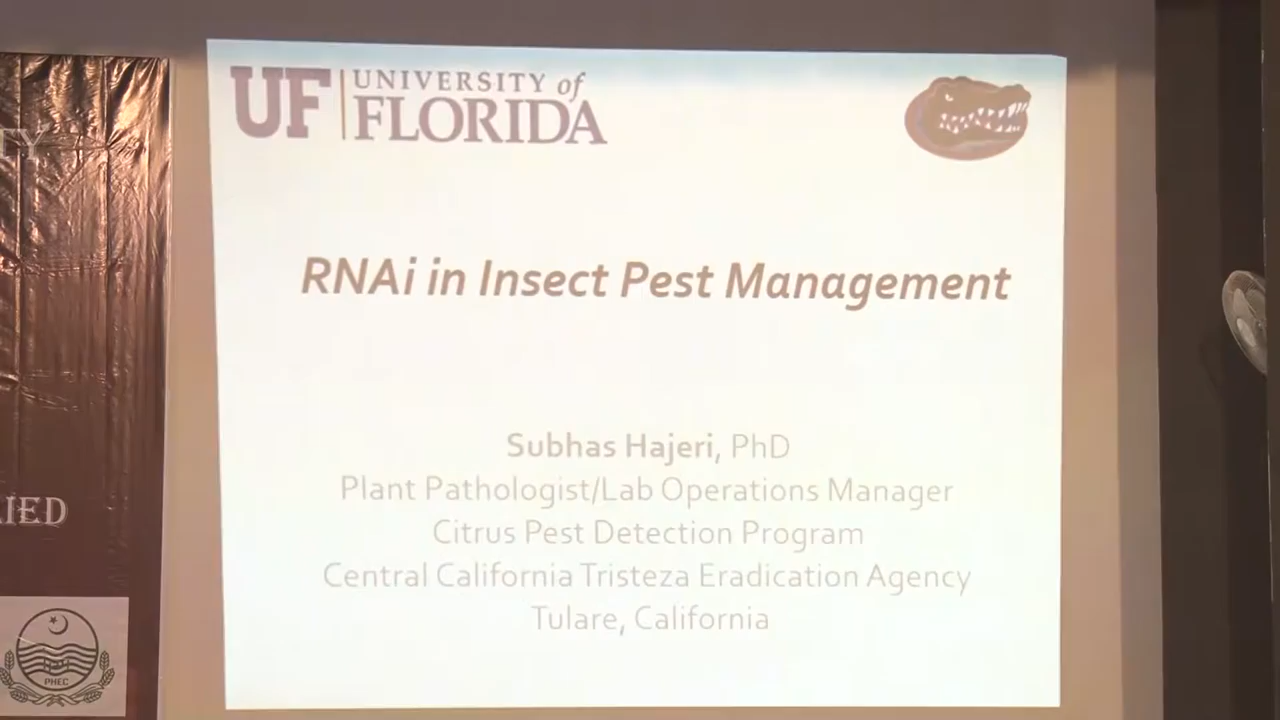 UF UNIVERSITY of
FLORIDA
RNAi in Insect Pest Management
Subhas Hajeri, PhD
Plant Pathologist/Lab Operations Manager
Citrus Pest Detection Program
Central California Tristeza Eradication Agency
Tulare, California
TY
IED
PHEC